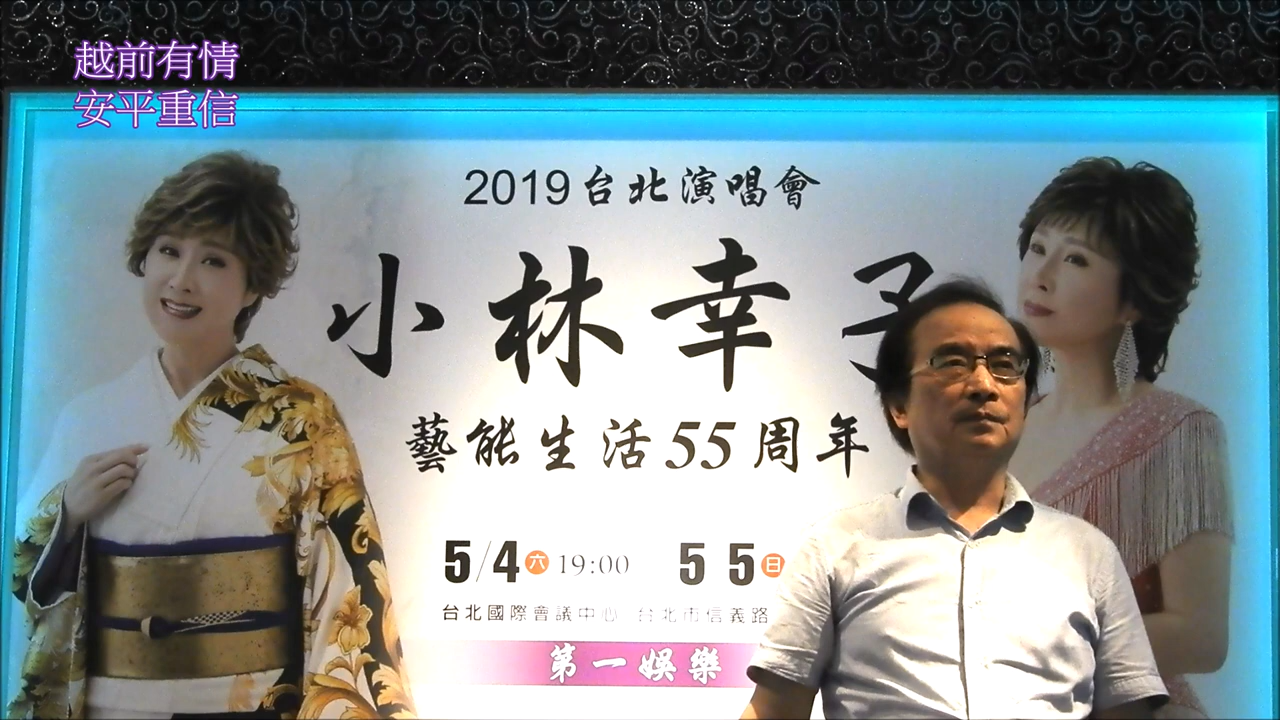 越前有情
安平重信
2019台北演唱會
小林幸子
藝能生活55周年
5/4 六 19:00 5 5 日
台北國際會議中心 台北市信義路
第一娛樂